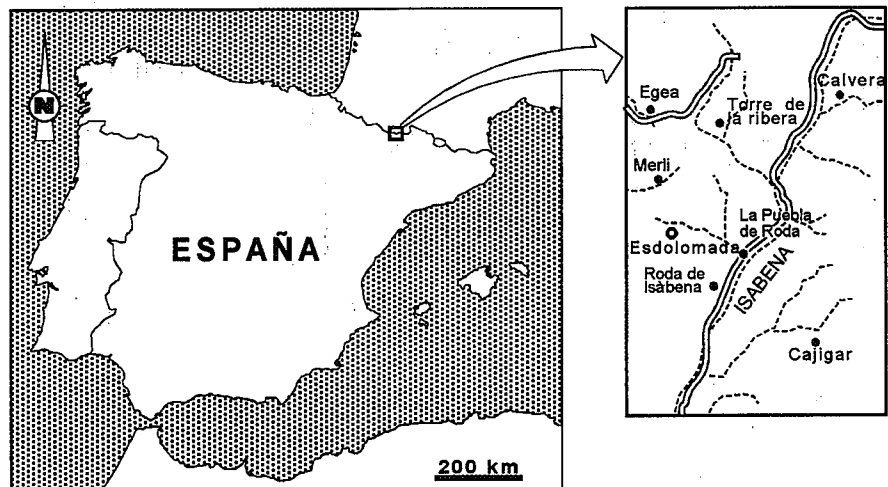 N
ESPAÑA
200 km
Egea
Torre de
la ribera
Calvera
Merli
La Puebla
de Roda
Esdolomada
Roda de
Isàbena
ISABENA
Cajigar